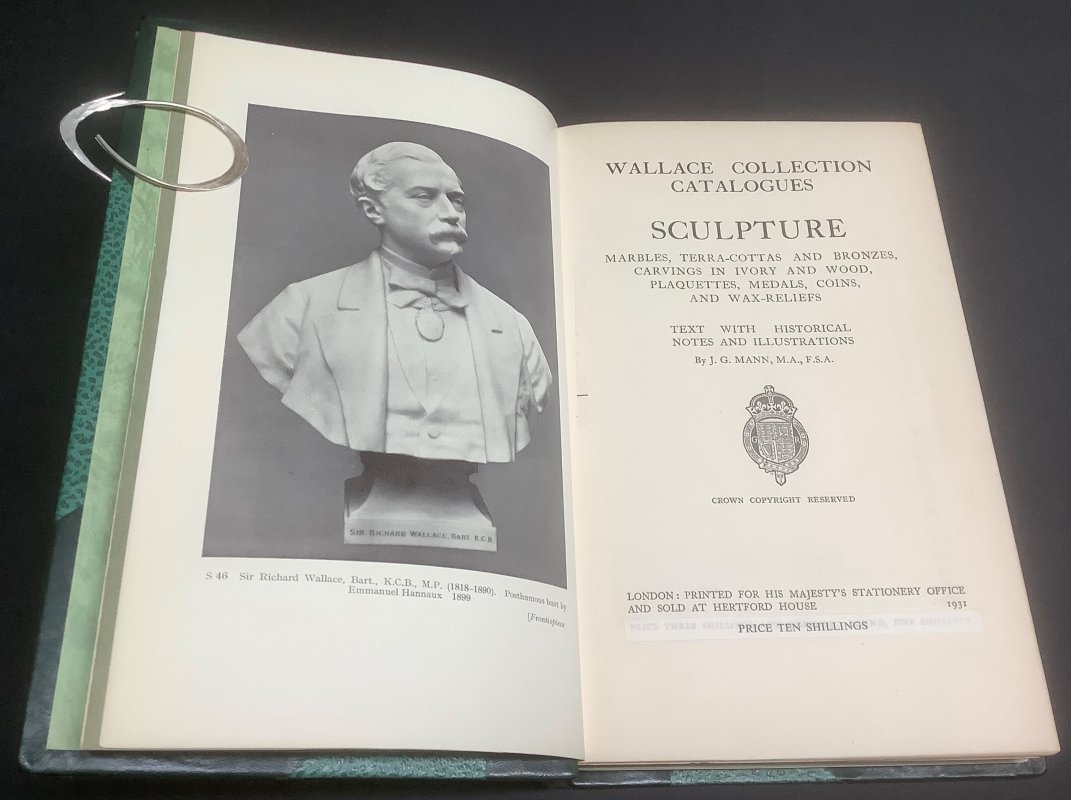 SIR RICHARD WALLACE, BART. K.C.B.
S 46 Sir Richard Wallace, Bart., K.C.B., M.P. (1818–1890). Posthumous bust by
Emmanuel Hannaux 1899
[Frontispiece
WALLACE COLLECTION
CATALOGUES
SCULPTURE
MARBLES, TERRA-COTTAS AND BRONZES,
CARVINGS IN IVORY AND WOOD,
PLAQUETTES, MEDALS, COINS,
AND WAX-RELIEFS
TEXT WITH HISTORICAL
NOTES AND ILLUSTRATIONS
By J. G. MANN, M.A., F.S.A.
CROWN COPYRIGHT RESERVED
LONDON: PRINTED FOR HIS MAJESTY'S STATIONERY OFFICE
AND SOLD AT HERTFORD HOUSE 1931
PRICE TEN SHILLINGS